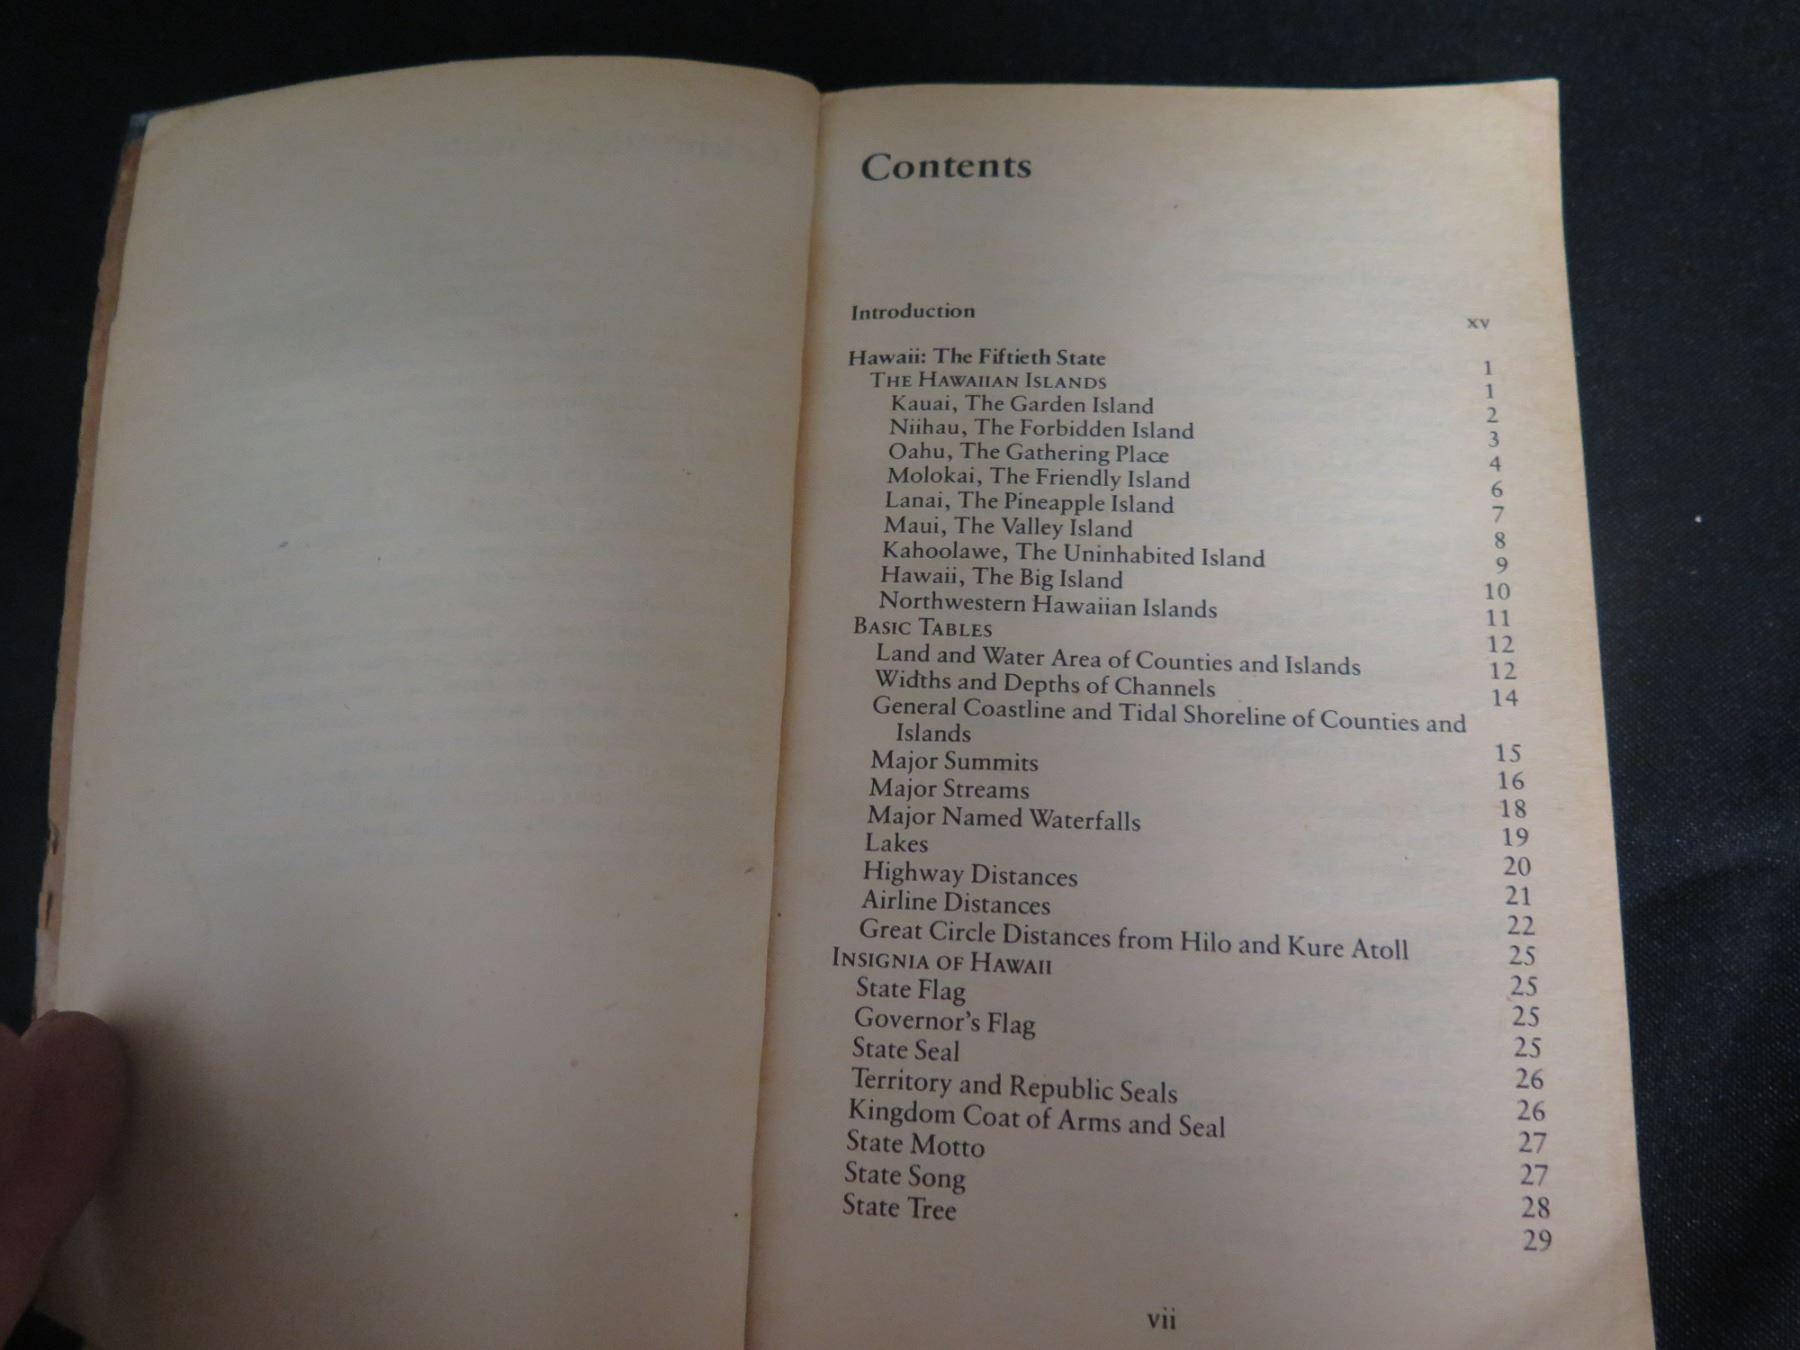 Contents
Introduction xv
Hawaii: The Fiftieth State 1
THE HAWAIIAN ISLANDS 1
Kauai, The Garden Island 2
Niihau, The Forbidden Island 3
Oahu, The Gathering Place 4
Molokai, The Friendly Island 6
Lanai, The Pineapple Island 7
Maui, The Valley Island 8
Kahoolawe, The Uninhabited Island 9
Hawaii, The Big Island 10
Northwestern Hawaiian Islands 11
BASIC TABLES 12
Land and Water Area of Counties and Islands 12
Widths and Depths of Channels 14
General Coastline and Tidal Shoreline of Counties and
Islands 15
Major Summits 16
Major Streams 18
Major Named Waterfalls 19
Lakes 20
Highway Distances 21
Airline Distances 22
Great Circle Distances from Hilo and Kure Atoll 25
INSIGNIA OF HAWAII 25
State Flag 25
Governor's Flag 25
State Seal 26
Territory and Republic Seals 26
Kingdom Coat of Arms and Seal 27
State Motto 27
State Song 28
State Tree 29
vii